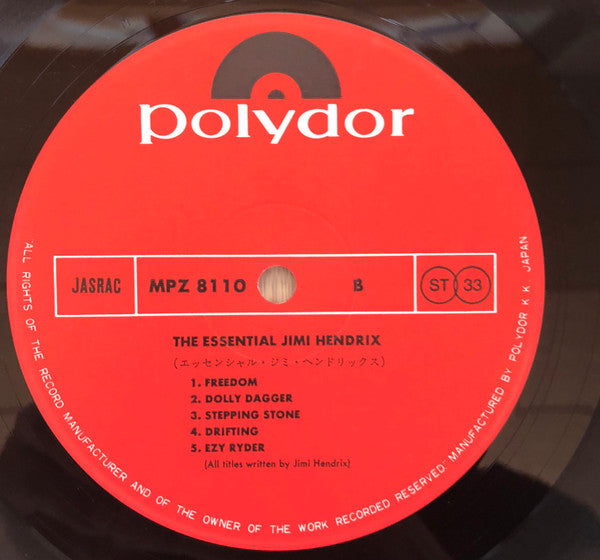 polydor
JASRAC
MPZ 8110
B
ST 33
THE ESSENTIAL JIMI HENDRIX
(エッセンシャル・ジミ・ヘンドリックス)
1. FREEDOM
2. DOLLY DAGGER
3. STEPPING STONE
4. DRIFTING
5. EZY RYDER
(All titles written by Jimi Hendrix)
"ALL RIGHTS OF THE RECORD MANUFACTURER AND OF THE OWNER OF THE WORK RECORDED RESERVED" MANUFACTURED BY POLYDOR K.K. JAPAN